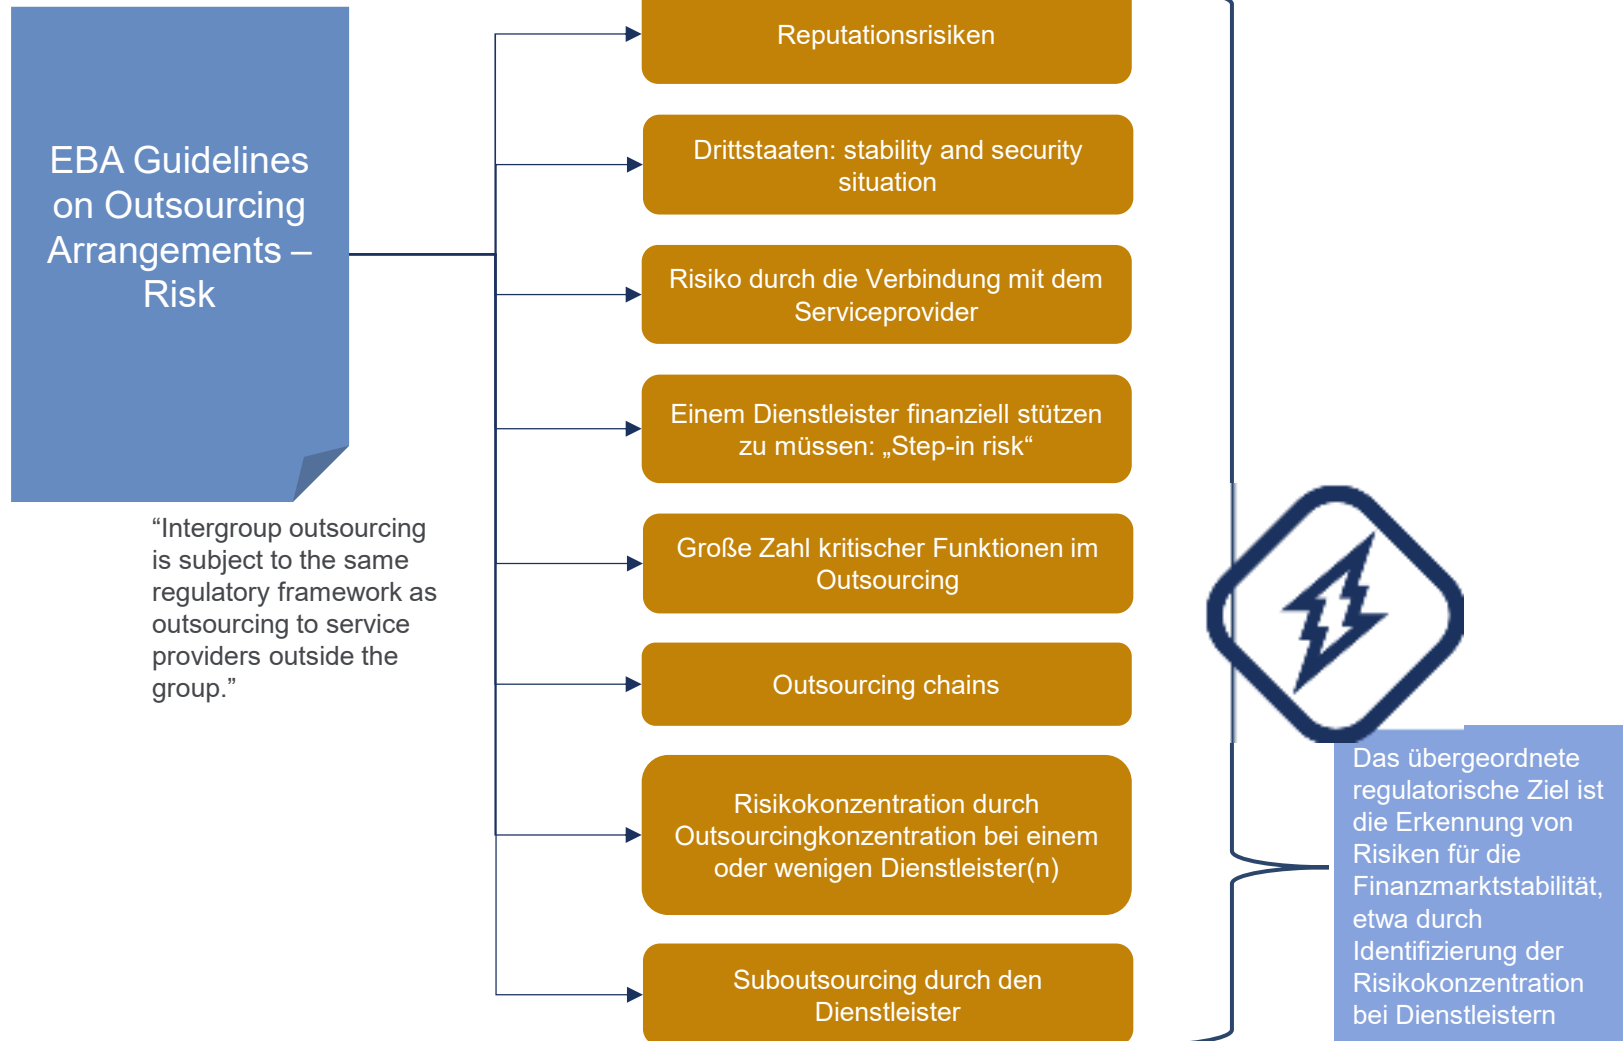 EBA Guidelines
on Outsourcing
Arrangements –
Risk
“Intergroup outsourcing
is subject to the same
regulatory framework as
outsourcing to service
providers outside the
group.”
Reputationsrisiken
Drittstaaten: stability and security
situation
Risiko durch die Verbindung mit dem
Serviceprovider
Einem Dienstleister finanziell stützen
zu müssen: „Step-in risk“
Große Zahl kritischer Funktionen im
Outsourcing
Outsourcing chains
Risikokonzentration durch
Outsourcingkonzentration bei einem
oder wenigen Dienstleister(n)
Suboutsourcing durch den
Dienstleister
Das übergeordnete
regulatorische Ziel ist
die Erkennung von
Risiken für die
Finanzmarktstabilität,
etwa durch
Identifizierung der
Risikokonzentration
bei Dienstleistern